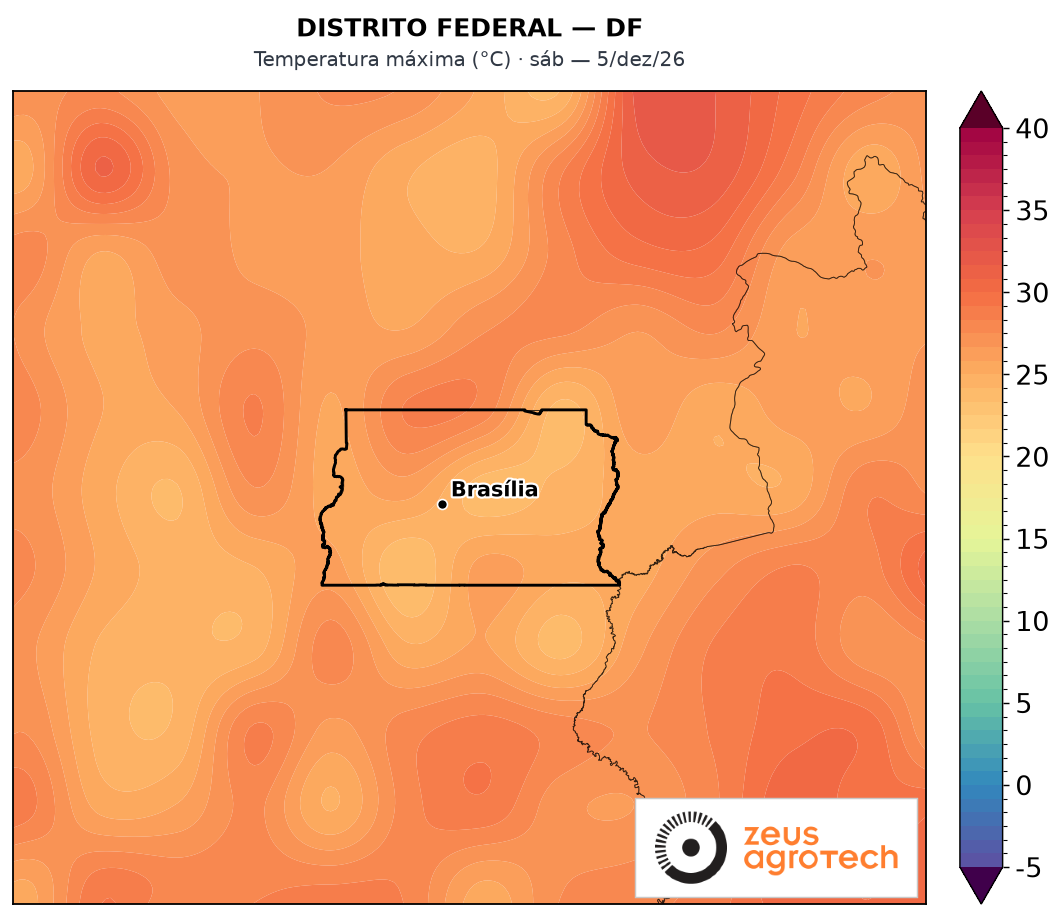 DISTRITO FEDERAL — DF
Temperatura máxima (°C) · sáb — 5/dez/26
40
35
30
25
20
15
10
5
0
-5
Brasília
zeus
agrotech